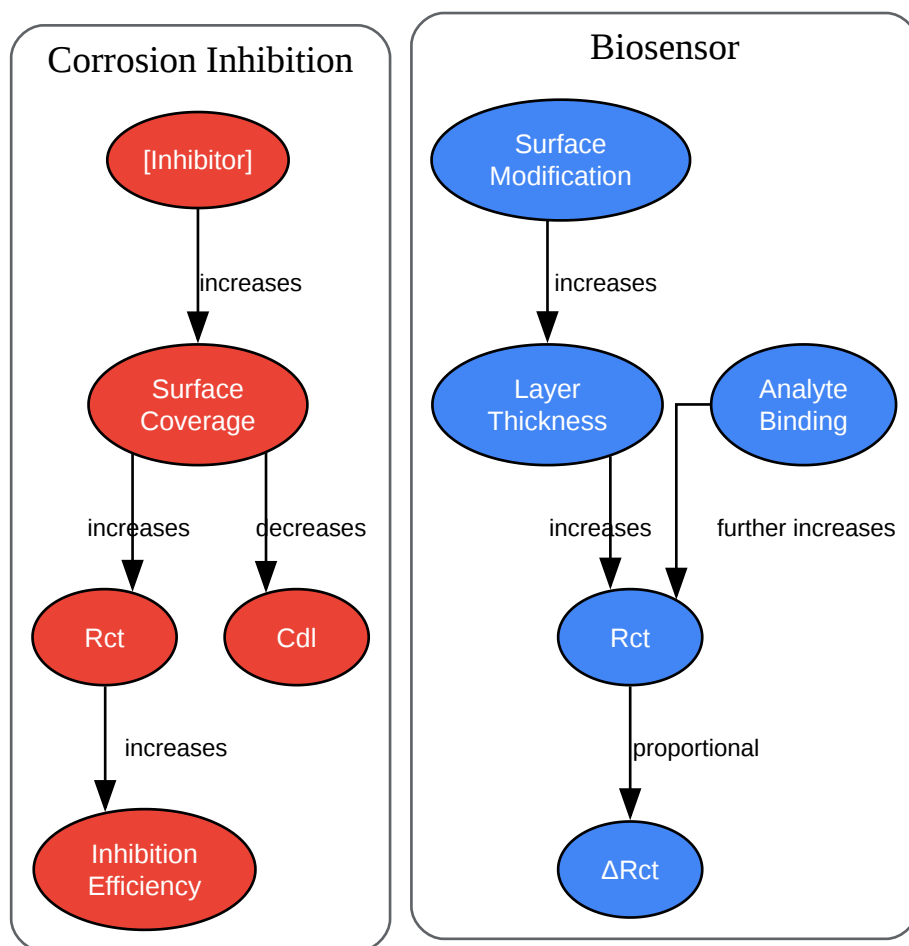 Corrosion Inhibition
[Inhibitor]
increases
Surface
Coverage
increases
decreases
Rct
Cdl
increases
Inhibition
Efficiency
Biosensor
Surface
Modification
increases
Layer
Thickness
Analyte
Binding
increases
further increases
Rct
proportional
ΔRct